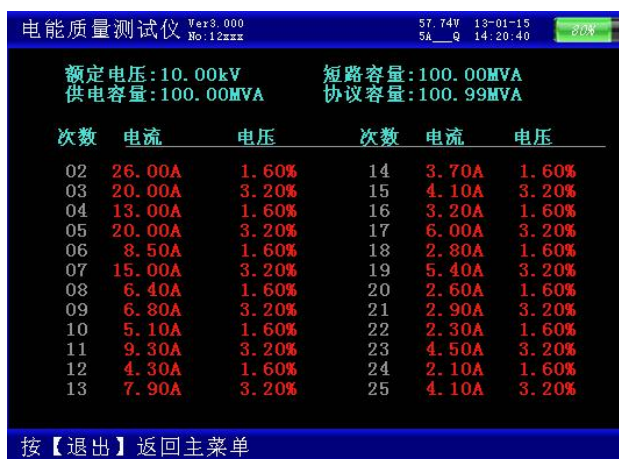 电能质量测试仪 Ver3.000 57.74V 13-01-15
No:12xxx 5A__Q 14:20:40 80%
额定电压:10.00kV 短路容量:100.00MVA
供电容量:100.00MVA 协议容量:100.99MVA
次数 电流 电压 次数 电流 电压
02 26.00A 1.60% 14 3.70A 1.60%
03 20.00A 3.20% 15 4.10A 3.20%
04 13.00A 1.60% 16 3.20A 1.60%
05 20.00A 3.20% 17 6.00A 3.20%
06 8.50A 1.60% 18 2.80A 1.60%
07 15.00A 3.20% 19 5.40A 3.20%
08 6.40A 1.60% 20 2.60A 1.60%
09 6.80A 3.20% 21 2.90A 3.20%
10 5.10A 1.60% 22 2.30A 1.60%
11 9.30A 3.20% 23 4.50A 3.20%
12 4.30A 1.60% 24 2.10A 1.60%
13 7.90A 3.20% 25 4.10A 3.20%
按【退出】返回主菜单